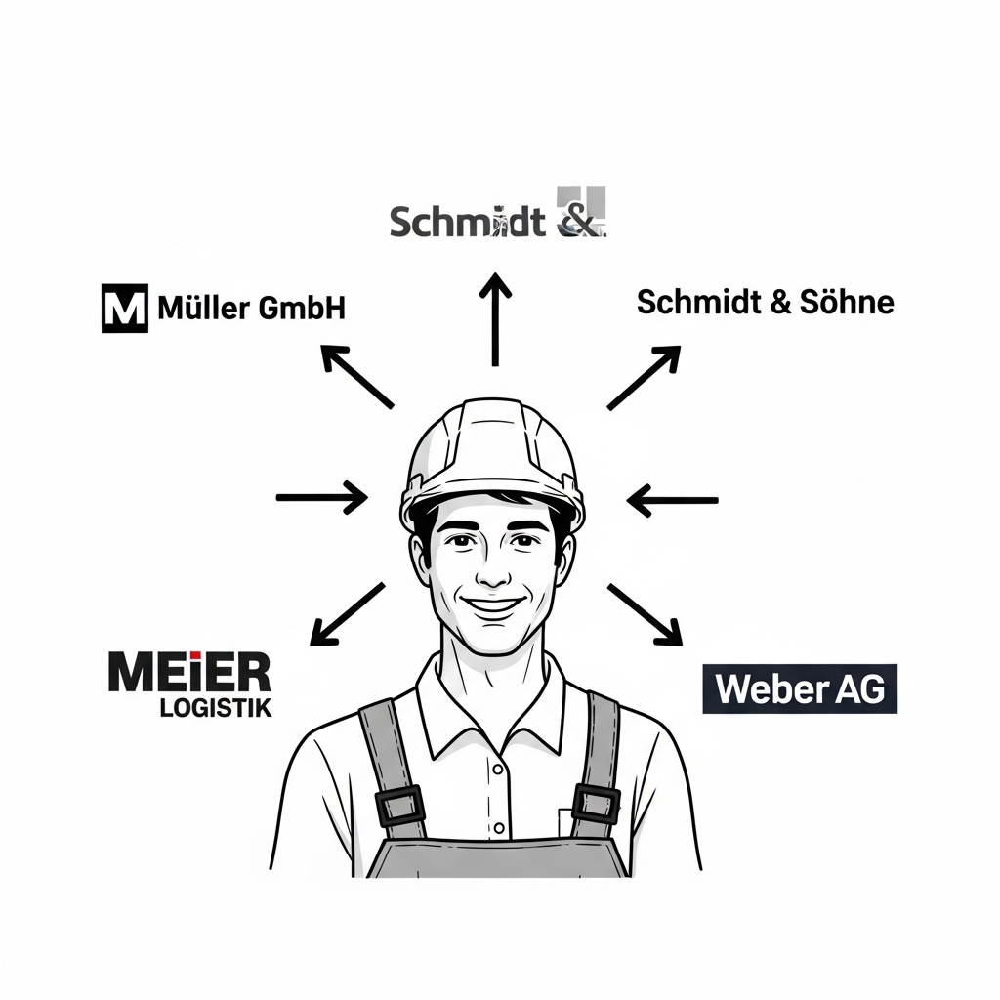 Schmidt &
M Müller GmbH
Schmidt & Söhne
MEiER
LOGISTIK
Weber AG